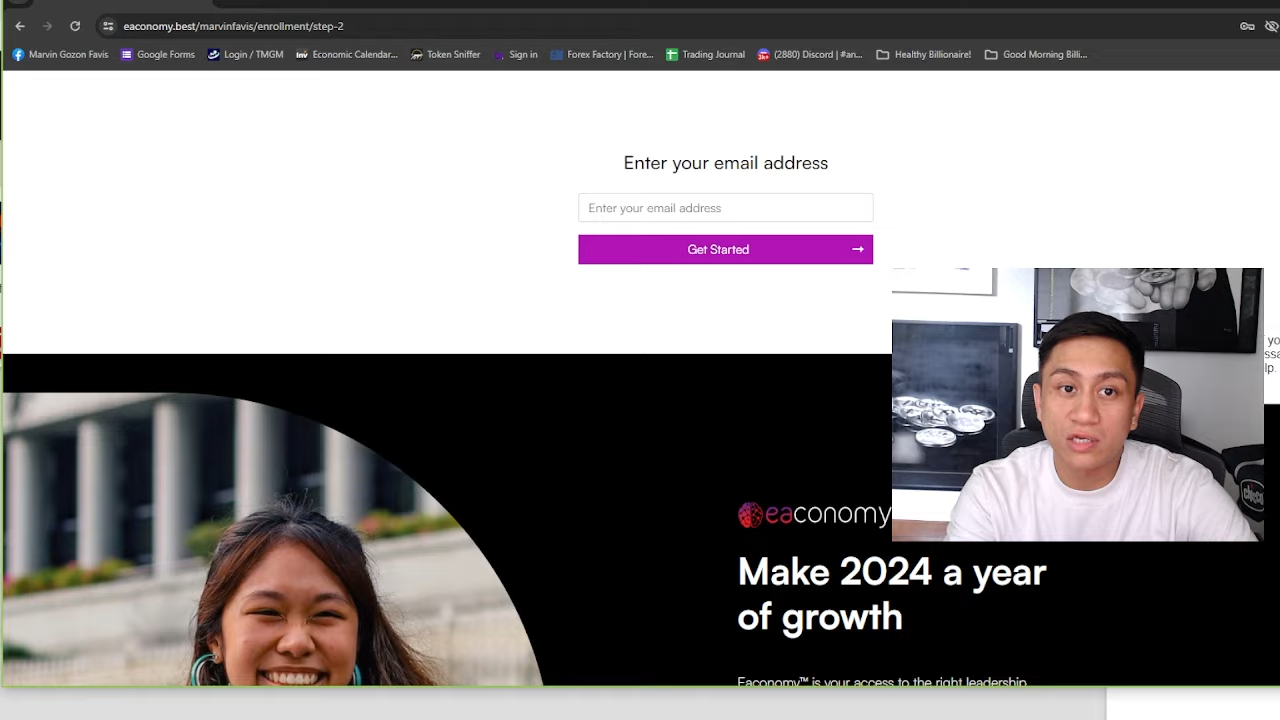 eaconomy.best/marvinfavis/enrollment/step-2
Marvin Gozon Favis
Google Forms
Login / TMGM
Economic Calendar...
Token Sniffer
Sign in
Forex Factory | Fore...
Trading Journal
(2880) Discord | #an...
Healthy Billionaire!
Good Morning Billi...
Enter your email address
Enter your email address
Get Started
eaconomy
Make 2024 a year
of growth
Eaconomy™ is your access to the right leadership